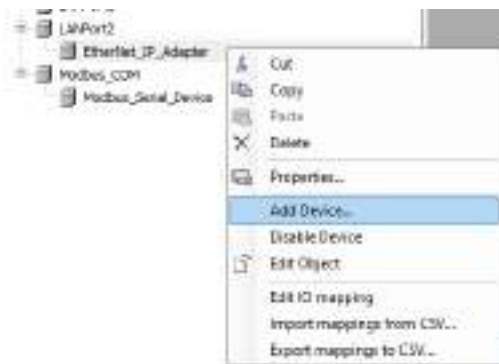 LANPort2
EtherNet_IP_Adapter
Modbus_COM
Modbus_Serial_Device
Cut
Copy
Paste
Delete
Properties...
Add Device...
Disable Device
Edit Object
Edit IO mapping
Import mappings from CSV...
Export mappings to CSV...